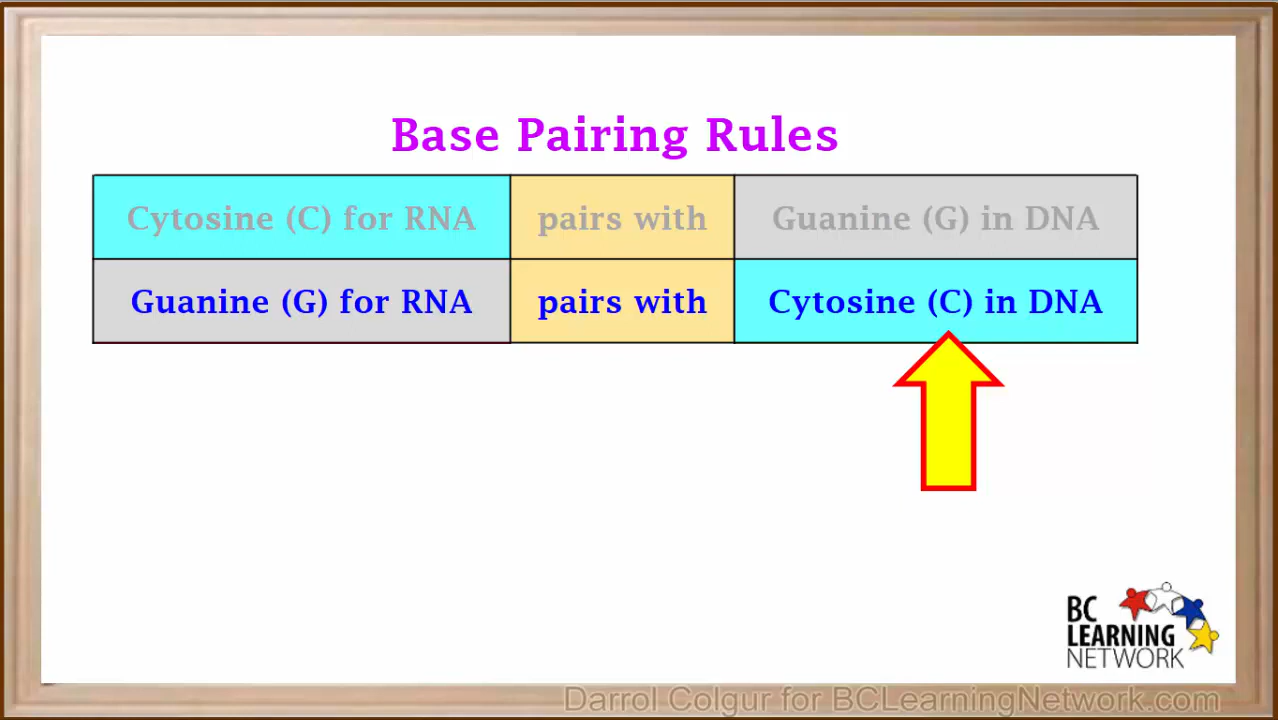 Base Pairing Rules
Cytosine (C) for RNA pairs with Guanine (G) in DNA
Guanine (G) for RNA pairs with Cytosine (C) in DNA
BC
LEARNING
NETWORK
Darrol Colgur for BCLearningNetwork.com